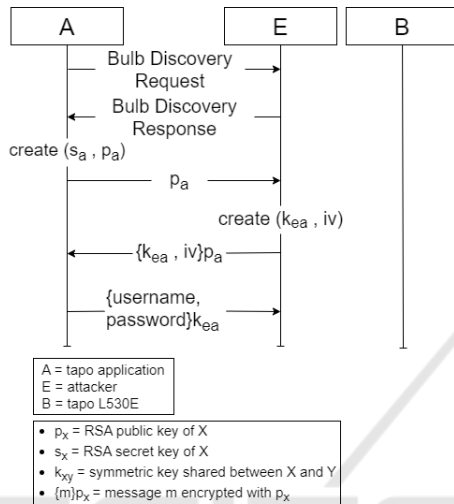 A E B
Bulb Discovery
Request
Bulb Discovery
Response
create (sa , pa)
pa
create (kea , iv)
{kea , iv}pa
{username,
password}kea
A = tapo application
E = attacker
B = tapo L530E
• px = RSA public key of X
• sx = RSA secret key of X
• kxy = symmetric key shared between X and Y
• {m}px = message m encrypted with px